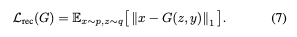 ℒ_rec(G) = 𝔼_{x∼p,z∼q}[ ‖x − G(z, y)‖₁ ]. (7)